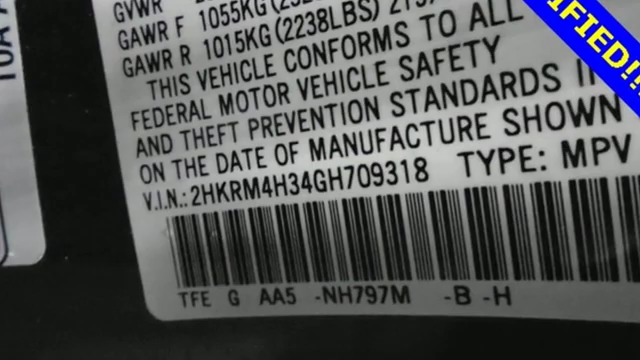 GVWR
GAWR F 1055KG
GAWR R 1015KG (2238LBS)
THIS VEHICLE CONFORMS TO ALL
FEDERAL MOTOR VEHICLE SAFETY
AND THEFT PREVENTION STANDARDS
ON THE DATE OF MANUFACTURE SHOWN
V.I.N.: 2HKRM4H34GH709318 TYPE: MPV
TFE G AA5 -NH797M -B -H